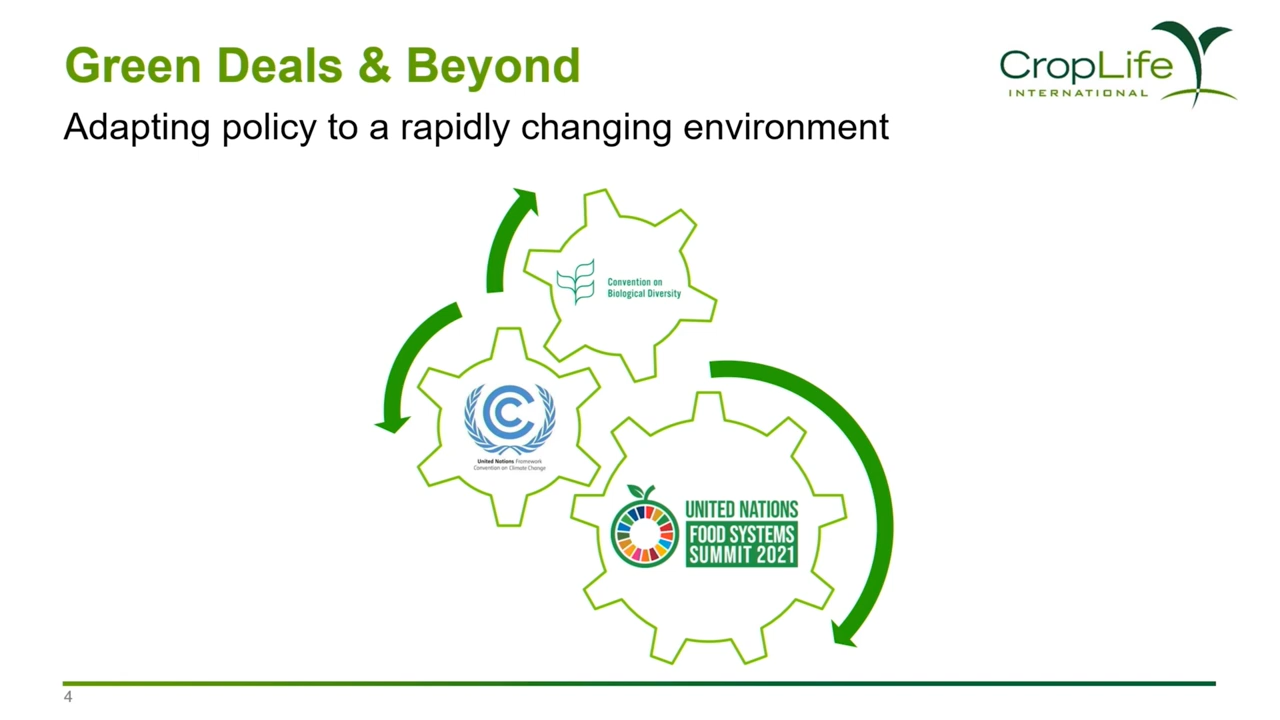 Green Deals & Beyond
CropLife
INTERNATIONAL
Adapting policy to a rapidly changing environment
Convention on
Biological Diversity
United Nations Framework
Convention on Climate Change
UNITED NATIONS
FOOD SYSTEMS
SUMMIT 2021
4